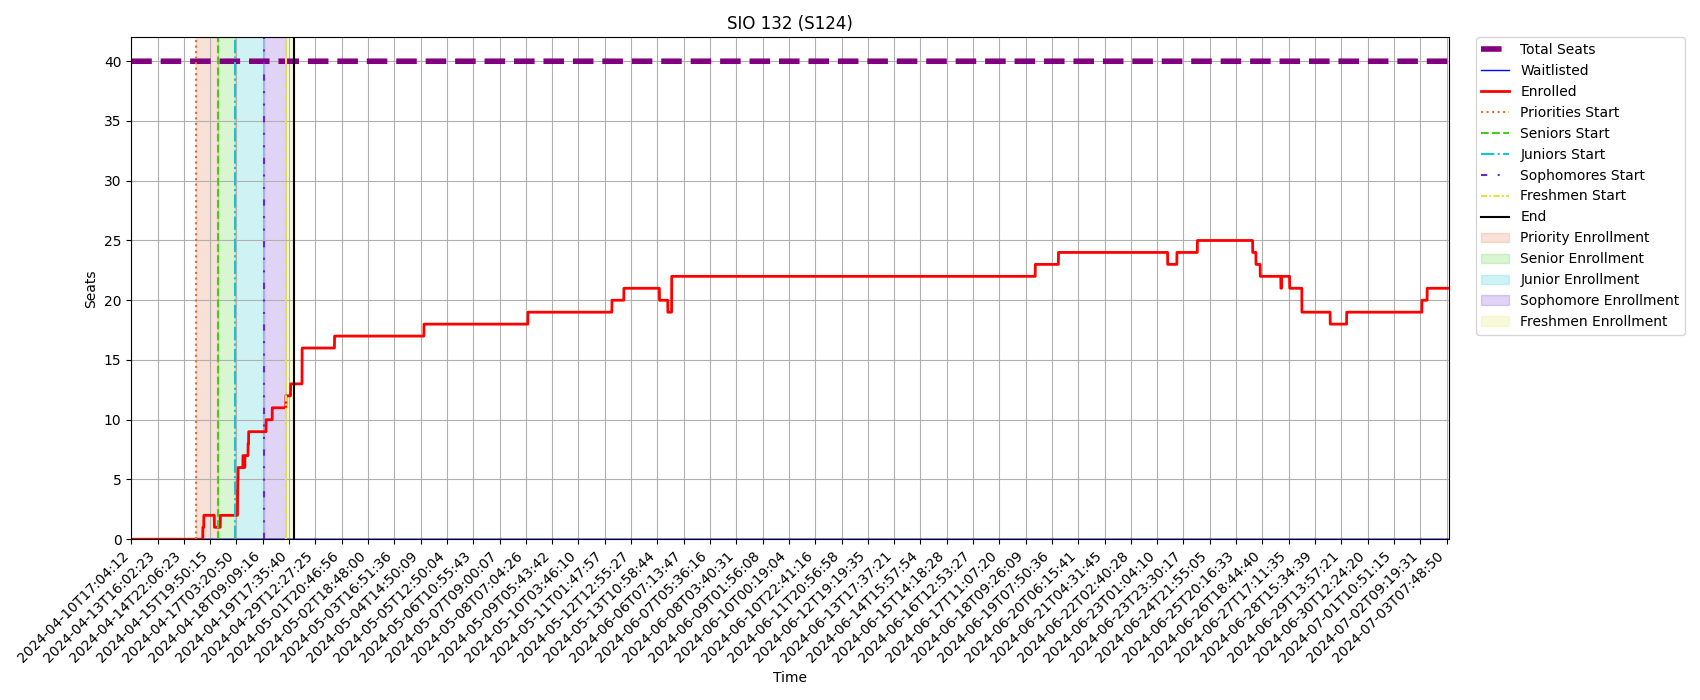 SIO 132 (S124)
Seats
40
35
30
25
20
15
10
5
0
2024-04-10T17:04:12
2024-04-13T16:02:23
2024-04-14T22:06:23
2024-04-15T19:50:15
2024-04-17T03:20:50
2024-04-18T09:09:16
2024-04-19T17:35:40
2024-04-29T12:27:25
2024-05-01T20:46:56
2024-05-02T18:48:00
2024-05-03T16:51:36
2024-05-04T14:50:09
2024-05-05T12:50:04
2024-05-06T10:55:43
2024-05-07T09:00:07
2024-05-08T07:04:26
2024-05-09T05:43:42
2024-05-10T03:46:10
2024-05-11T01:47:57
2024-05-12T12:55:27
2024-05-13T10:58:44
2024-06-06T07:13:47
2024-06-07T05:36:16
2024-06-08T03:40:31
2024-06-09T01:56:08
2024-06-10T00:19:04
2024-06-10T22:41:16
2024-06-11T20:56:58
2024-06-12T19:19:35
2024-06-13T17:37:21
2024-06-14T15:57:54
2024-06-15T14:18:28
2024-06-16T12:53:27
2024-06-17T11:07:20
2024-06-18T09:26:09
2024-06-19T07:50:36
2024-06-20T06:15:41
2024-06-21T04:31:45
2024-06-22T02:40:28
2024-06-23T01:04:10
2024-06-23T23:30:17
2024-06-24T21:55:05
2024-06-25T20:16:33
2024-06-26T18:44:40
2024-06-27T17:11:35
2024-06-28T15:34:39
2024-06-29T13:57:21
2024-06-30T12:24:20
2024-07-01T10:51:15
2024-07-02T09:19:31
2024-07-03T07:48:50
Time
Total Seats
Waitlisted
Enrolled
Priorities Start
Seniors Start
Juniors Start
Sophomores Start
Freshmen Start
End
Priority Enrollment
Senior Enrollment
Junior Enrollment
Sophomore Enrollment
Freshmen Enrollment